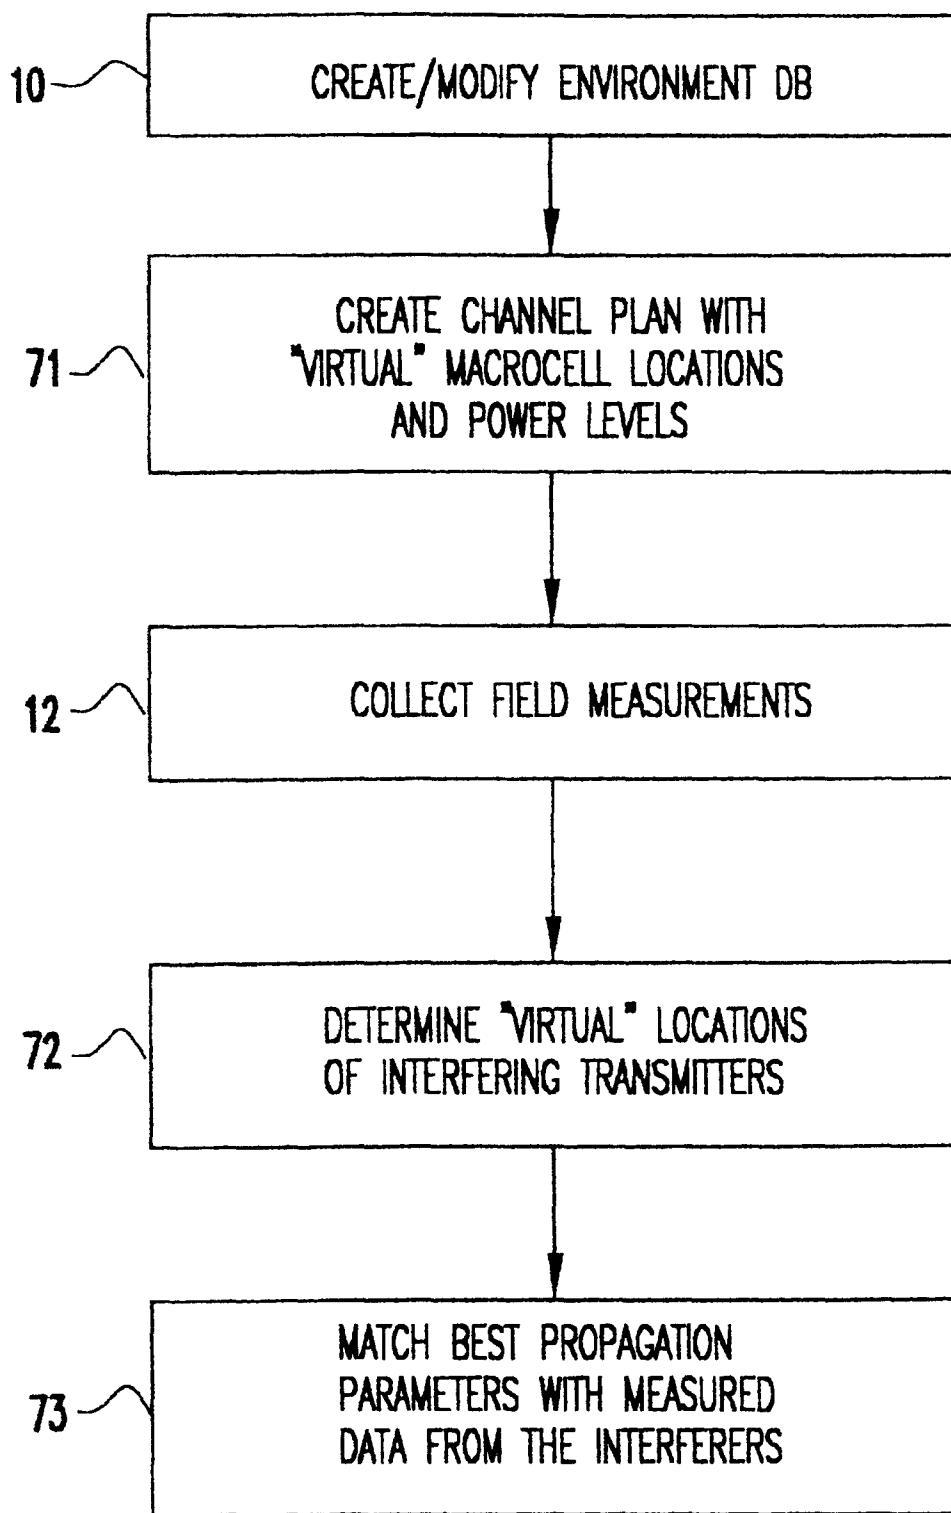 10
CREATE/MODIFY ENVIRONMENT DB
71
CREATE CHANNEL PLAN WITH
"VIRTUAL" MACROCELL LOCATIONS
AND POWER LEVELS
12
COLLECT FIELD MEASUREMENTS
72
DETERMINE "VIRTUAL" LOCATIONS
OF INTERFERING TRANSMITTERS
73
MATCH BEST PROPAGATION
PARAMETERS WITH MEASURED
DATA FROM THE INTERFERERS